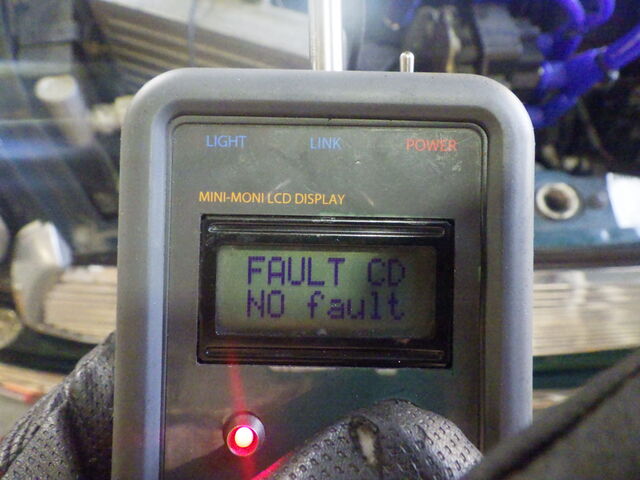 LIGHT LINK POWER
MINI-MONI LCD DISPLAY
FAULT CD
NO fault